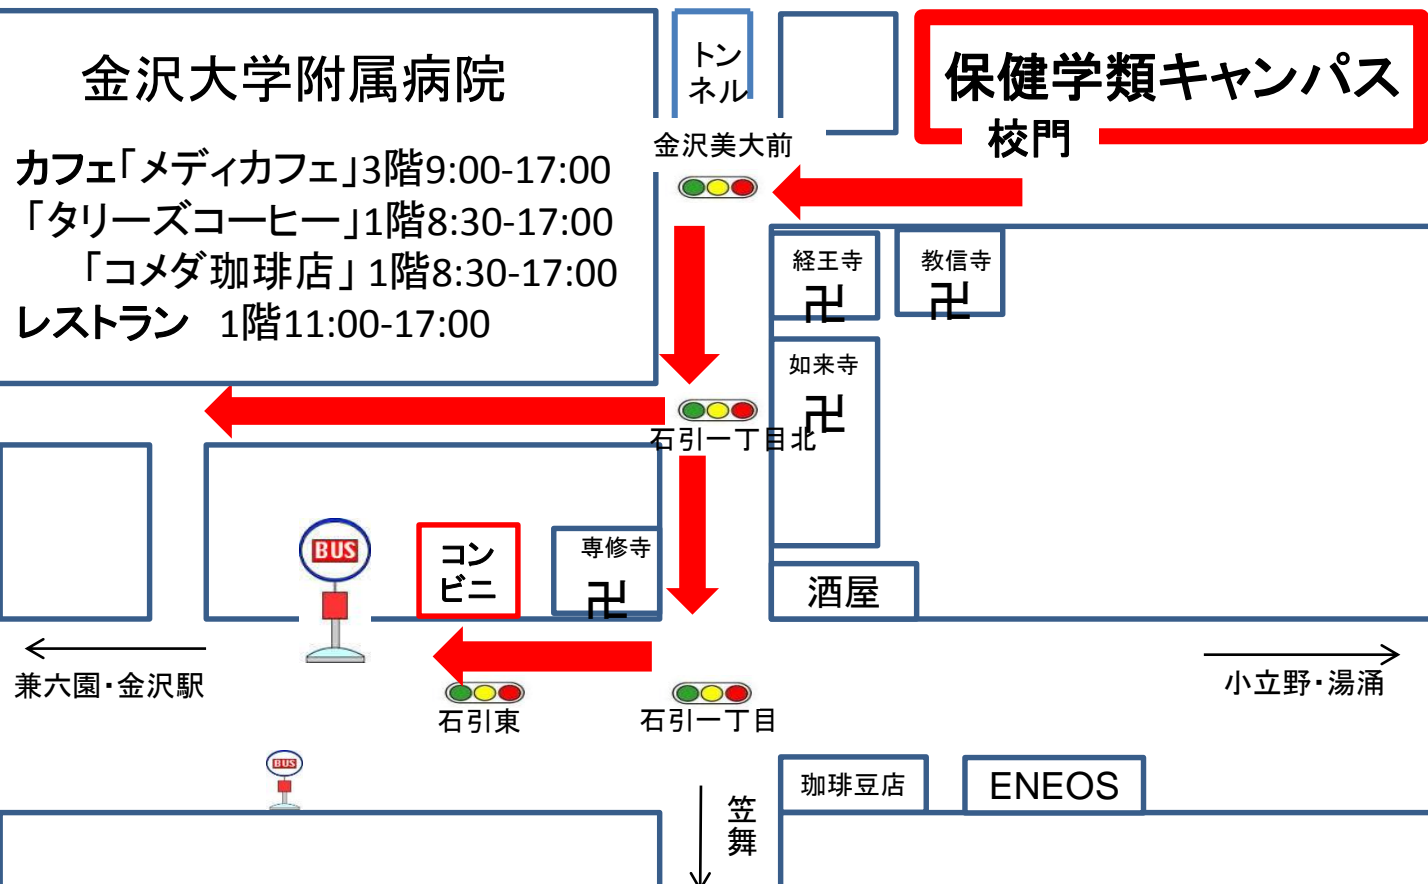 金沢大学附属病院
カフェ「メディカフェ」3階9:00-17:00
「タリーズコーヒー」1階8:30-17:00
「コメダ珈琲店」1階8:30-17:00
レストラン 1階11:00-17:00
トン
ネル
保健学類キャンパス
校門
金沢美大前
経王寺
卍
教信寺
卍
如来寺
卍
石引一丁目北
BUS
コン
ビニ
専修寺
卍
酒屋
兼六園・金沢駅
小立野・湯涌
石引東
石引一丁目
BUS
笠
舞
珈琲豆店
ENEOS